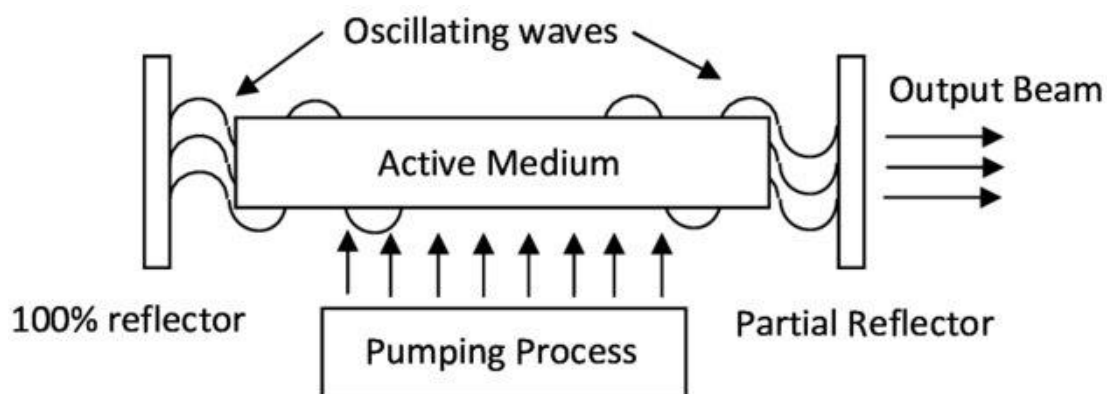 Oscillating waves
Output Beam
Active Medium
100% reflector
Partial Reflector
Pumping Process